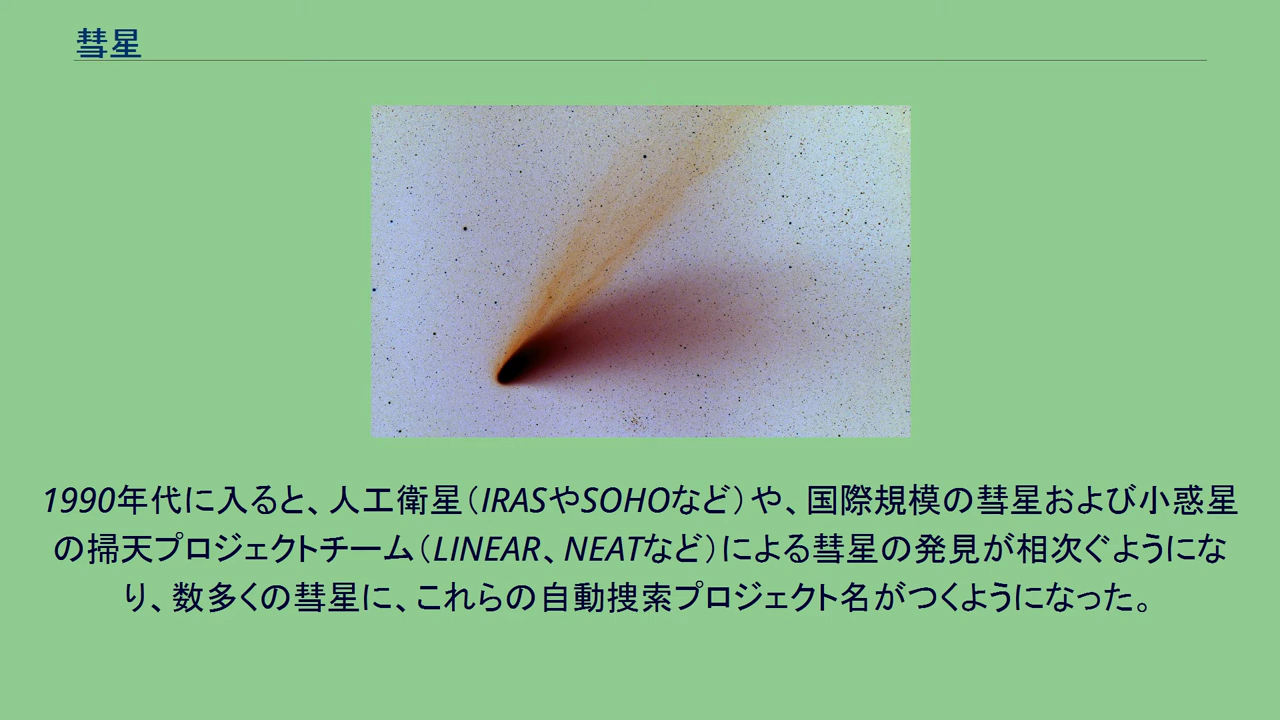 彗星
1990年代に入ると、人工衛星（IRASやSOHOなど）や、国際規模の彗星および小惑星
の掃天プロジェクトチーム（LINEAR、NEATなど）による彗星の発見が相次ぐようにな
り、数多くの彗星に、これらの自動捜索プロジェクト名がつくようになった。